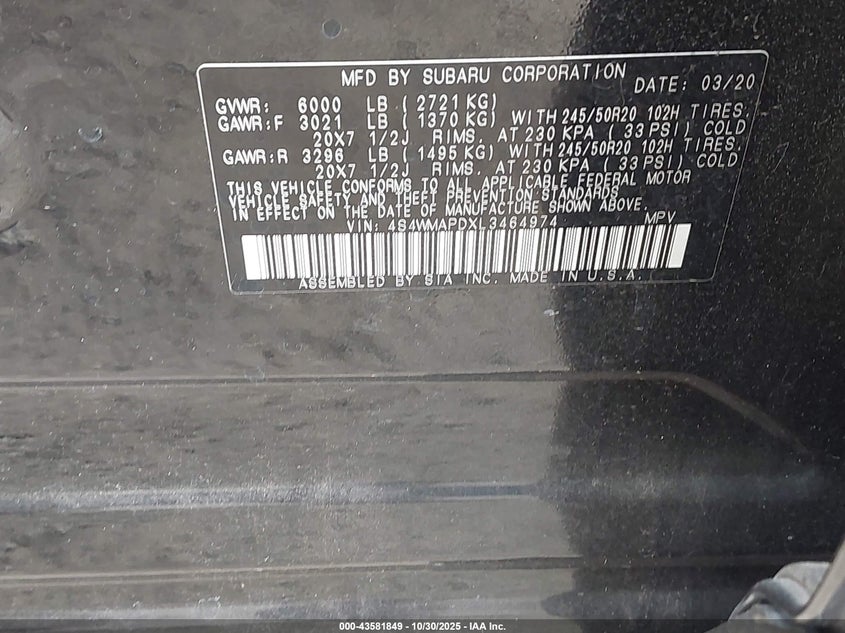 MFD BY SUBARU CORPORATION DATE: 03/20
GVWR: 6000 LB ( 2721 KG)
GAWR:F 3021 LB ( 1370 KG) WITH 245/50R20 102H TIRES,
20X7 1/2J RIMS, AT 230 KPA ( 33 PSI) COLD
GAWR:R 3296 LB ( 1495 KG) WITH 245/50R20 102H TIRES,
20X7 1/2J RIMS, AT 230 KPA ( 33 PSI) COLD
THIS VEHICLE CONFORMS TO ALL APPLICABLE FEDERAL MOTOR
VEHICLE SAFETY AND THEFT PREVENTION STANDARDS
IN EFFECT ON THE DATE OF MANUFACTURE SHOWN ABOVE.
VIN: 4S4WMAPDXL3464974 MPV
ASSEMBLED BY SIA INC. MADE IN U.S.A.
000-43581849 - 10/30/2025 - IAA Inc.